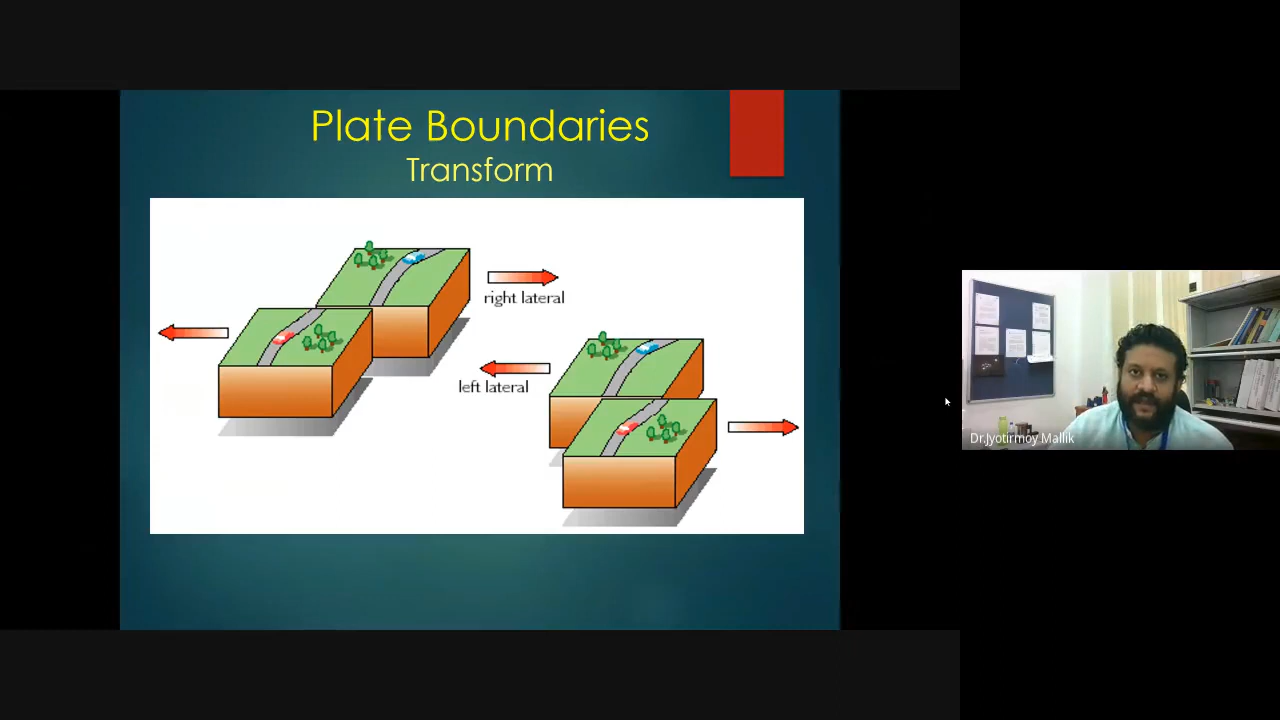 Plate Boundaries
Transform
right lateral
left lateral
Dr.Jyotirmoy Mallik